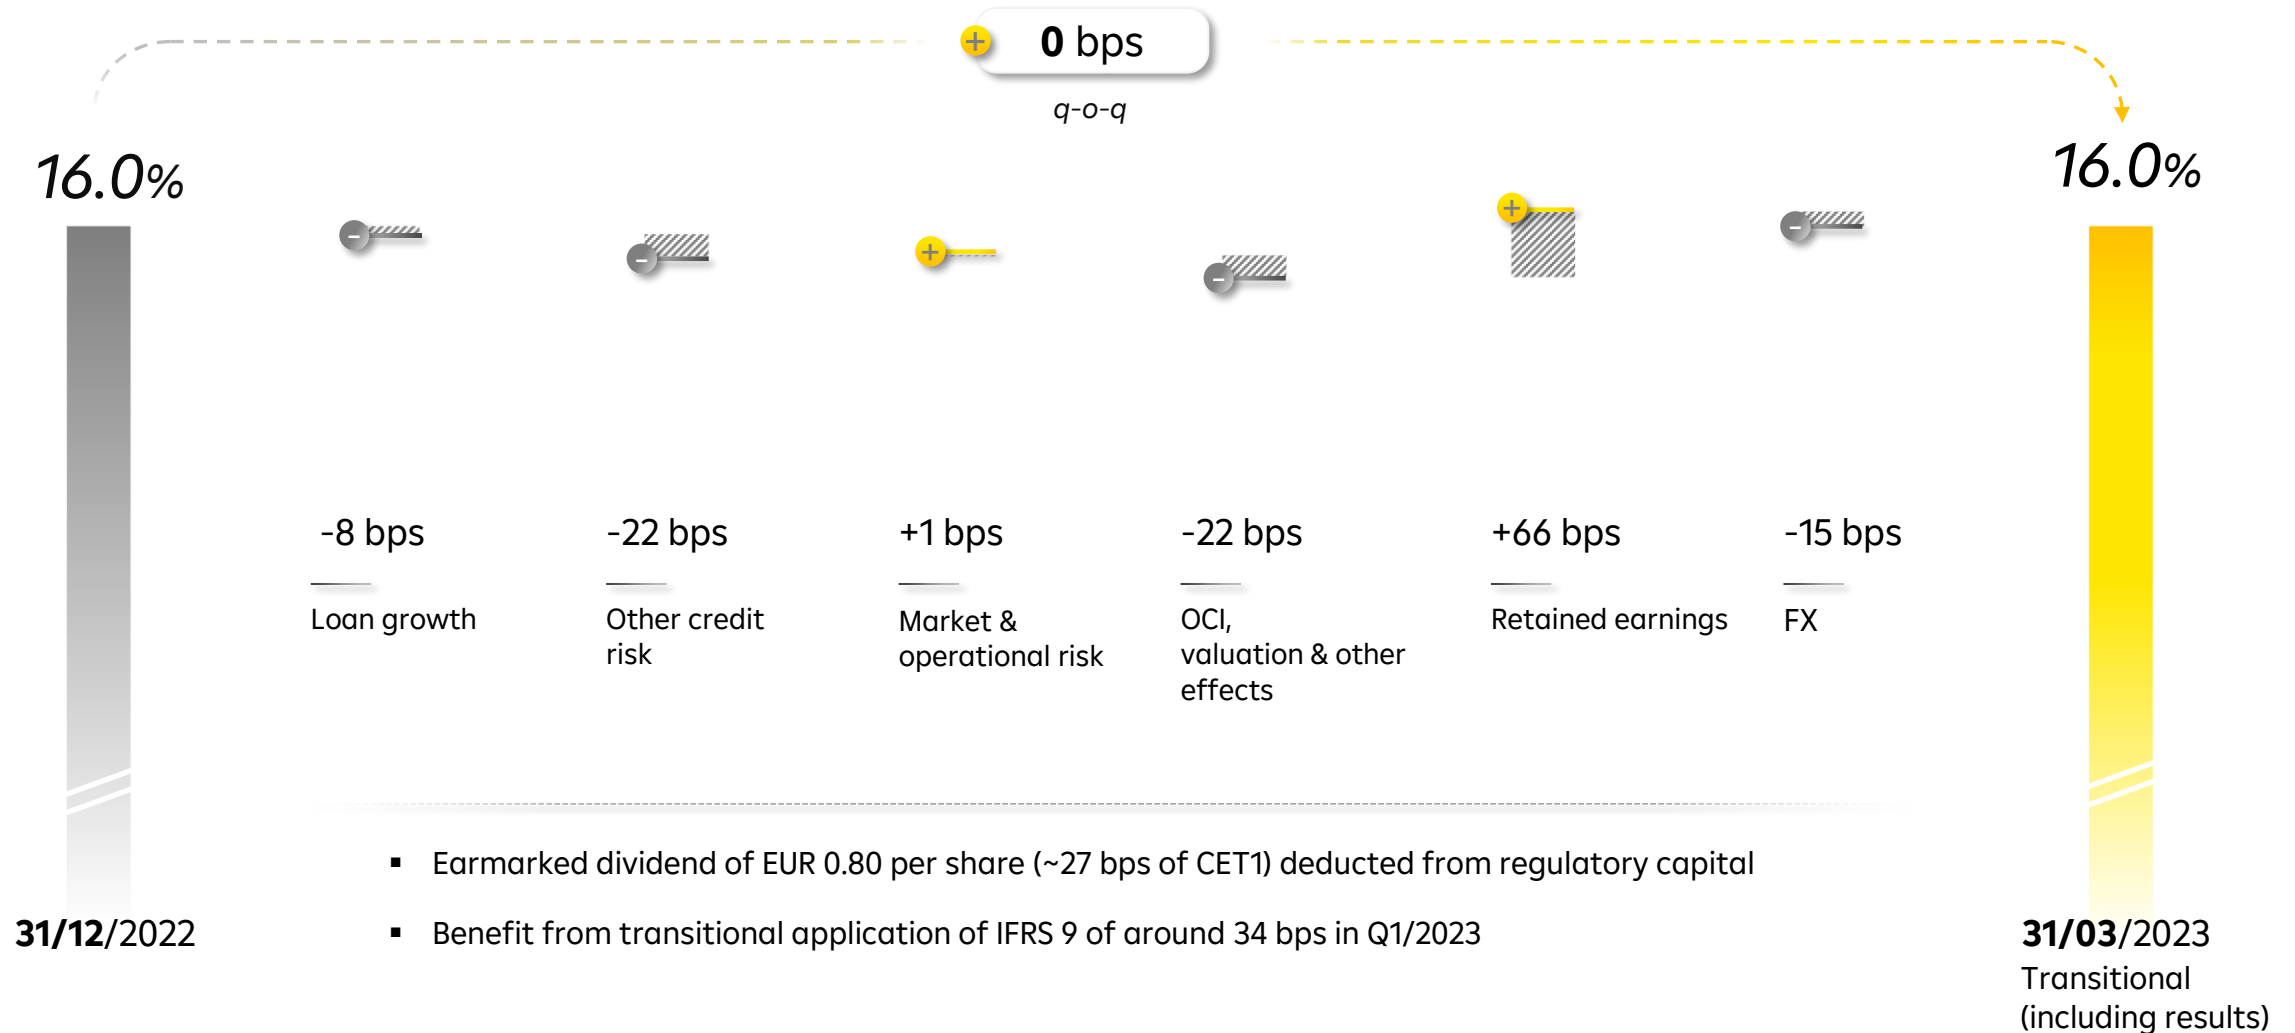 0 bps
q-o-q
16.0%
16.0%
-8 bps
Loan growth
-22 bps
Other credit
risk
+1 bps
Market &
operational risk
-22 bps
OCI,
valuation & other
effects
+66 bps
Retained earnings
-15 bps
FX
▪ Earmarked dividend of EUR 0.80 per share (~27 bps of CET1) deducted from regulatory capital
▪ Benefit from transitional application of IFRS 9 of around 34 bps in Q1/2023
31/12/2022
31/03/2023
Transitional
(including results)